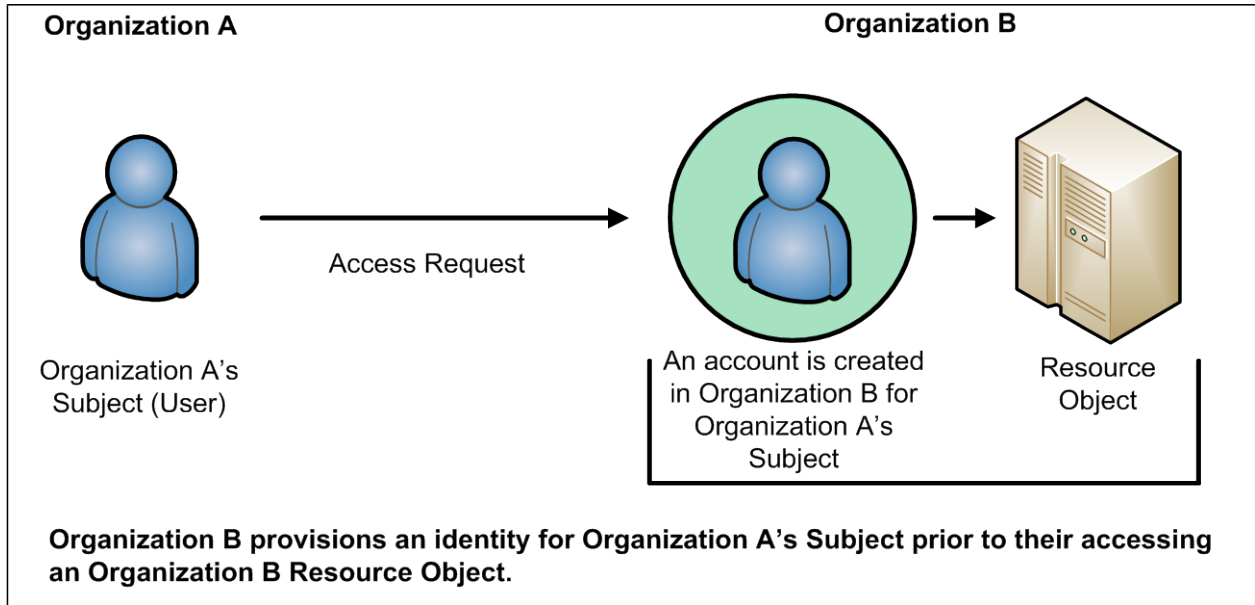 Organization A
Organization B
Access Request
Organization A's
Subject (User)
An account is created
in Organization B for
Organization A's
Subject
Resource
Object
Organization B provisions an identity for Organization A's Subject prior to their accessing
an Organization B Resource Object.